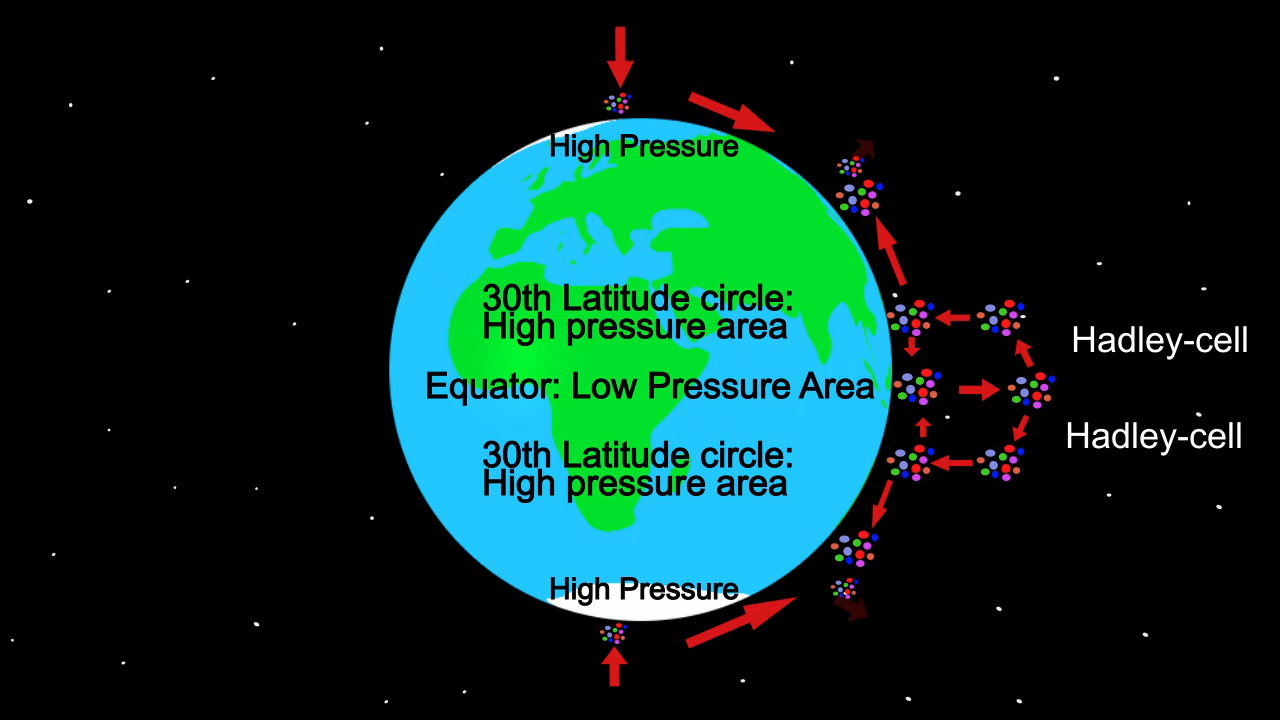 High Pressure
30th Latitude circle:
High pressure area
Hadley-cell
Equator: Low Pressure Area
Hadley-cell
30th Latitude circle:
High pressure area
High Pressure